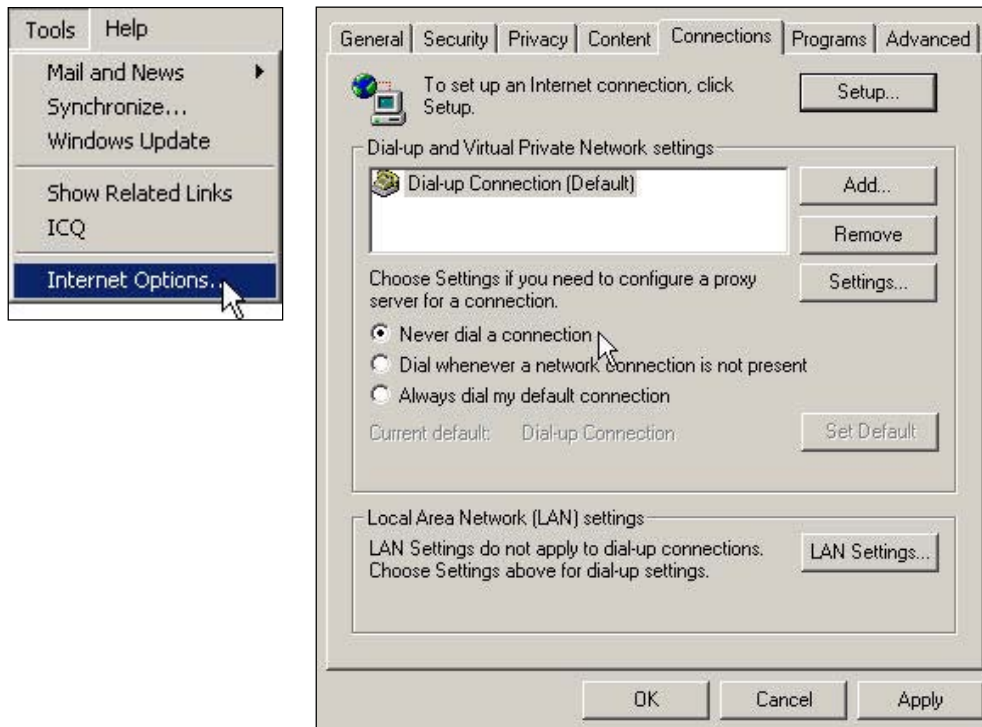 Tools Help
Mail and News
Synchronize...
Windows Update
Show Related Links
ICQ
Internet Options...
General Security Privacy Content Connections Programs Advanced
To set up an Internet connection, click
Setup.
Setup...
Dial-up and Virtual Private Network settings
Dial-up Connection (Default)
Add...
Remove
Choose Settings if you need to configure a proxy
server for a connection.
Settings...
Never dial a connection
Dial whenever a network connection is not present
Always dial my default connection
Current default: Dial-up Connection
Set Default
Local Area Network (LAN) settings
LAN Settings do not apply to dial-up connections.
Choose Settings above for dial-up settings.
LAN Settings...
OK Cancel Apply